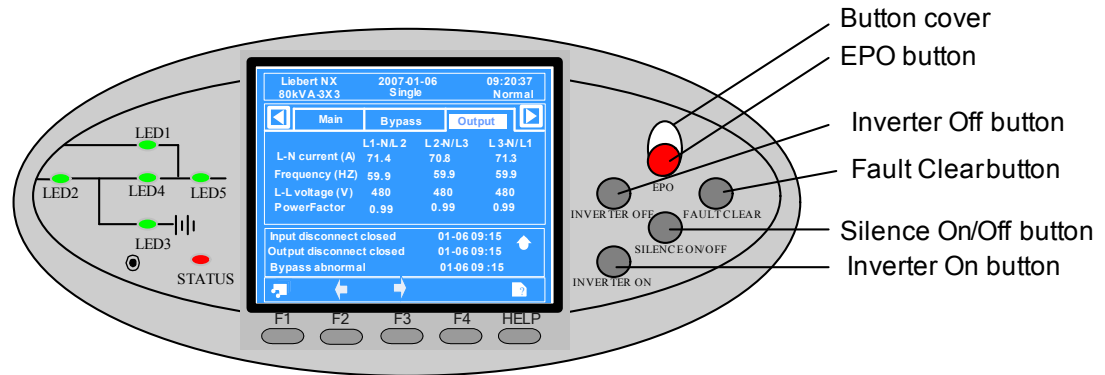 Button cover
EPO button
Inverter Off button
Fault Clear button
Silence On/Off button
Inverter On button
LED1
LED2
LED4
LED5
LED3
STATUS
Liebert NX 2007-01-06 09:20:37
80kVA-3X3 Single Normal
Main Bypass Output
L1-N/L2 L2-N/L3 L3-N/L1
L-N current (A) 71.4 70.8 71.3
Frequency (HZ) 59.9 59.9 59.9
L-L voltage (V) 480 480 480
PowerFactor 0.99 0.99 0.99
Input disconnect closed 01-06 09:15
Output disconnect closed 01-06 09:15
Bypass abnormal 01-06 09:15
?
F1 F2 F3 F4 HELP
EPO
INVERTER OFF FAULT CLEAR
SILENCE ON/OFF
INVERTER ON